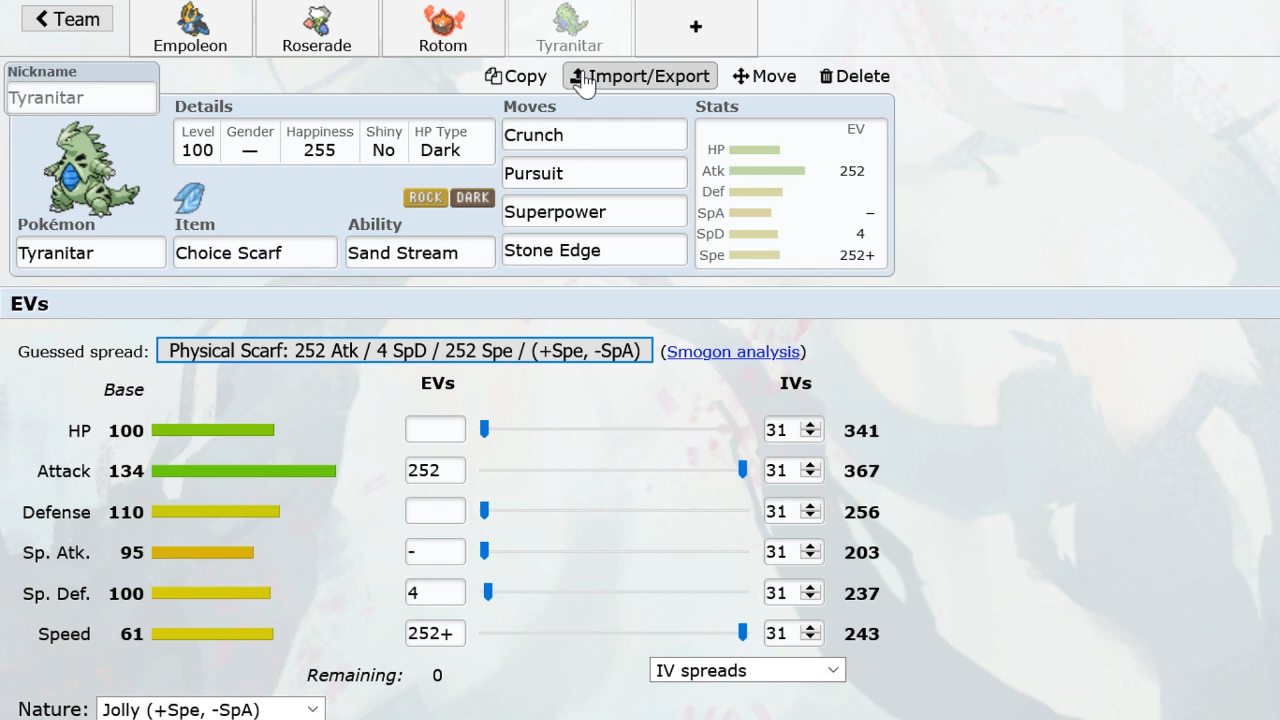 Team
Empoleon
Roserade
Rotom
Tyranitar
+
Nickname
Tyranitar
Copy
Import/Export
Move
Delete
Details
Moves
Stats
Level
Gender
Happiness
Shiny
HP Type
100
—
255
No
Dark
Crunch
Pursuit
Superpower
Stone Edge
EV
HP
Atk 252
Def
SpA –
SpD 4
Spe 252+
ROCK DARK
Pokémon
Item
Ability
Tyranitar
Choice Scarf
Sand Stream
EVs
Guessed spread: Physical Scarf: 252 Atk / 4 SpD / 252 Spe / (+Spe, -SpA) (Smogon analysis)
Base EVs IVs
HP 100 31 341
Attack 134 252 31 367
Defense 110 31 256
Sp. Atk. 95 - 31 203
Sp. Def. 100 4 31 237
Speed 61 252+ 31 243
Remaining: 0
IV spreads
Nature: Jolly (+Spe, -SpA)